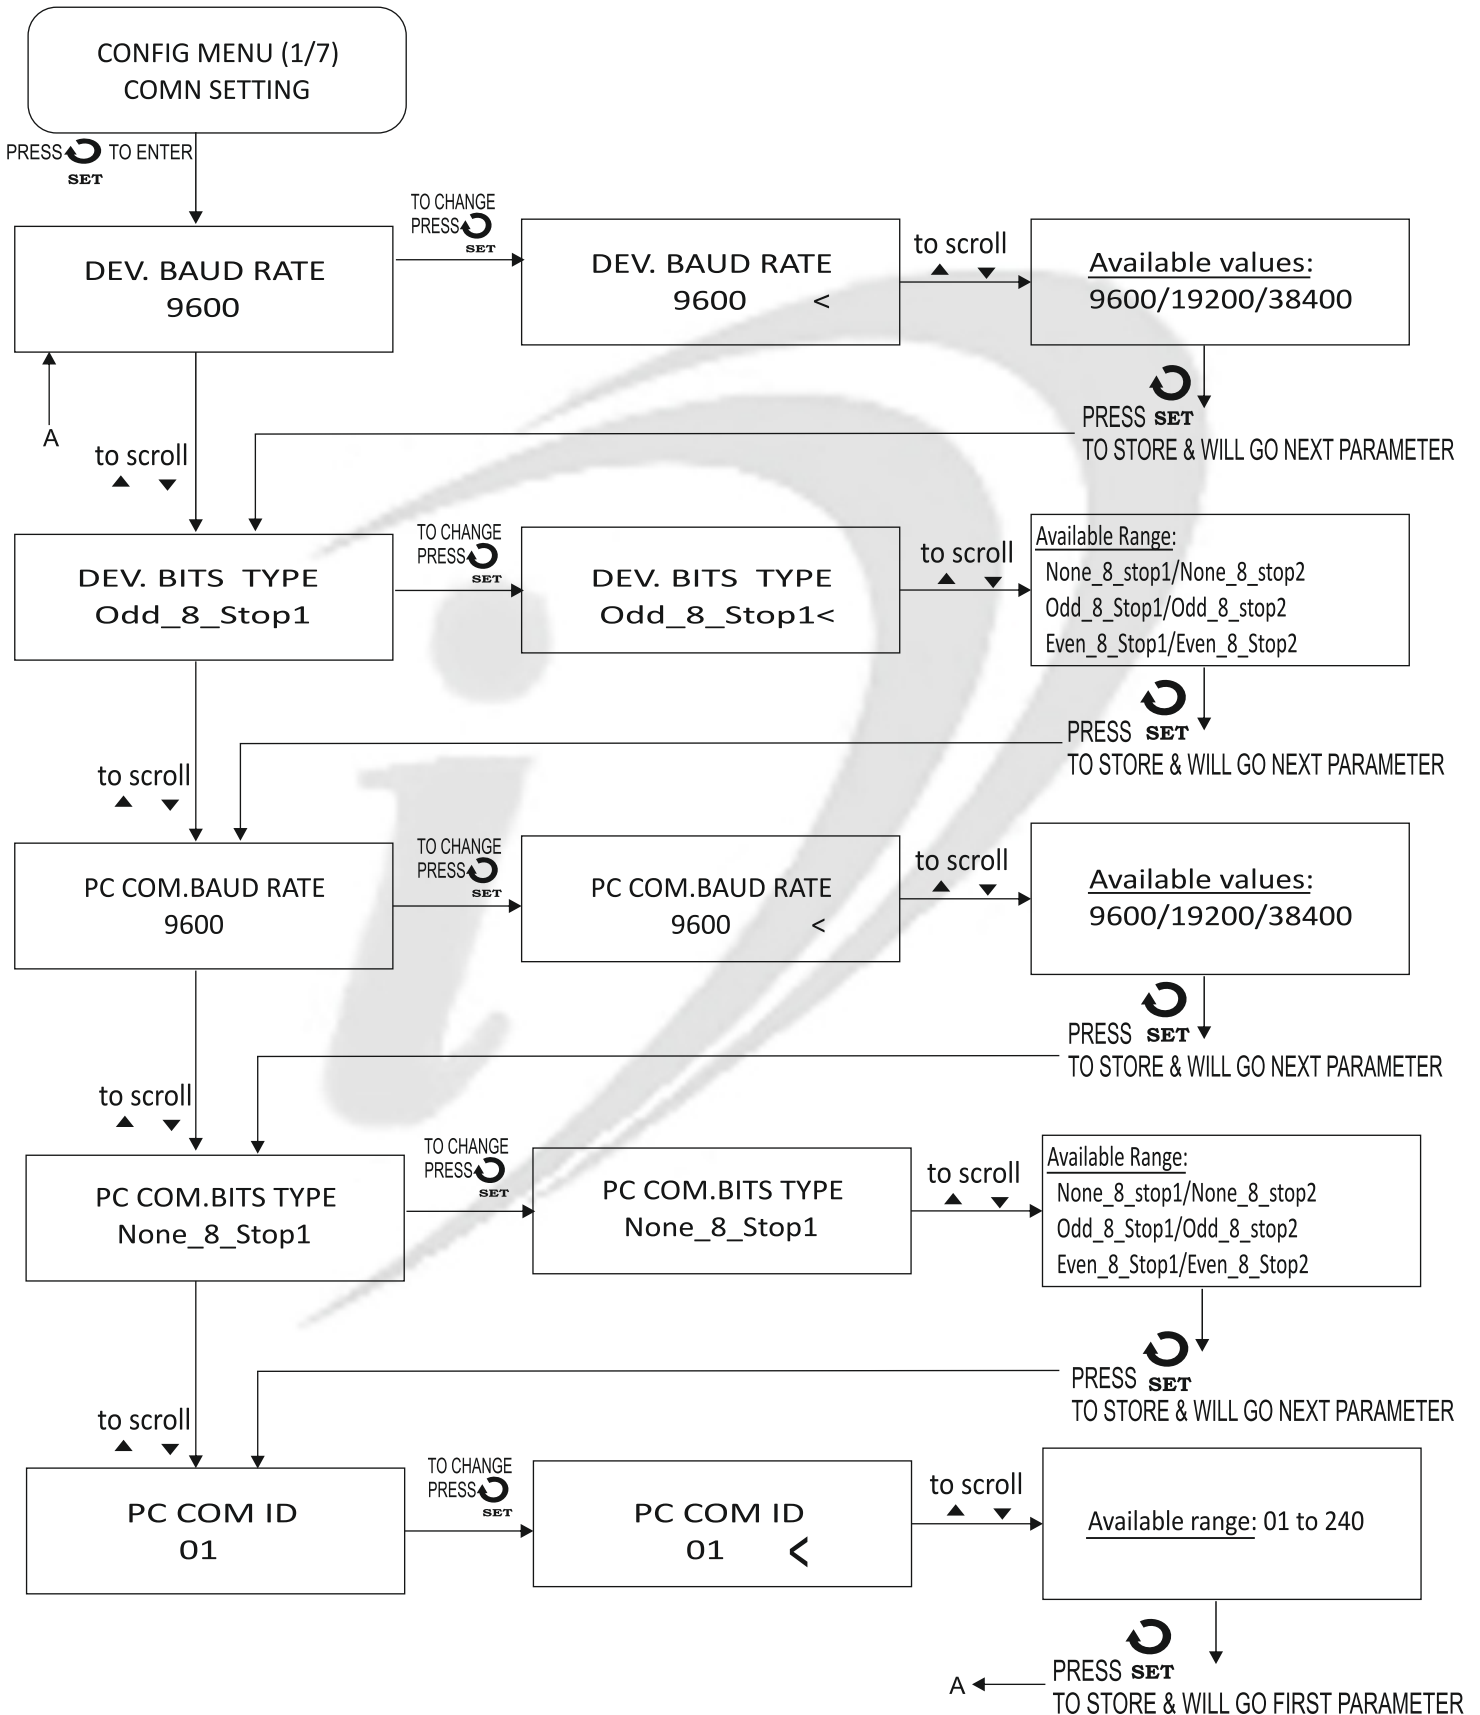 CONFIG MENU (1/7)
COMN SETTING
PRESS TO ENTER
SET
TO CHANGE
PRESS
SET
DEV. BAUD RATE
9600
DEV. BAUD RATE
9600 <
to scroll
Available values:
9600/19200/38400
A
PRESS SET
TO STORE & WILL GO NEXT PARAMETER
to scroll
DEV. BITS TYPE
Odd_8_Stop1
TO CHANGE
PRESS
SET
DEV. BITS TYPE
Odd_8_Stop1<
to scroll
Available Range:
None_8_stop1/None_8_stop2
Odd_8_Stop1/Odd_8_stop2
Even_8_Stop1/Even_8_Stop2
PRESS SET
TO STORE & WILL GO NEXT PARAMETER
to scroll
PC COM.BAUD RATE
9600
TO CHANGE
PRESS
SET
PC COM.BAUD RATE
9600 <
to scroll
Available values:
9600/19200/38400
PRESS SET
TO STORE & WILL GO NEXT PARAMETER
to scroll
PC COM.BITS TYPE
None_8_Stop1
TO CHANGE
PRESS
SET
PC COM.BITS TYPE
None_8_Stop1
to scroll
Available Range:
None_8_stop1/None_8_stop2
Odd_8_Stop1/Odd_8_stop2
Even_8_Stop1/Even_8_Stop2
PRESS SET
TO STORE & WILL GO NEXT PARAMETER
to scroll
PC COM ID
01
TO CHANGE
PRESS
SET
PC COM ID
01 <
to scroll
Available range: 01 to 240
PRESS SET
A
TO STORE & WILL GO FIRST PARAMETER